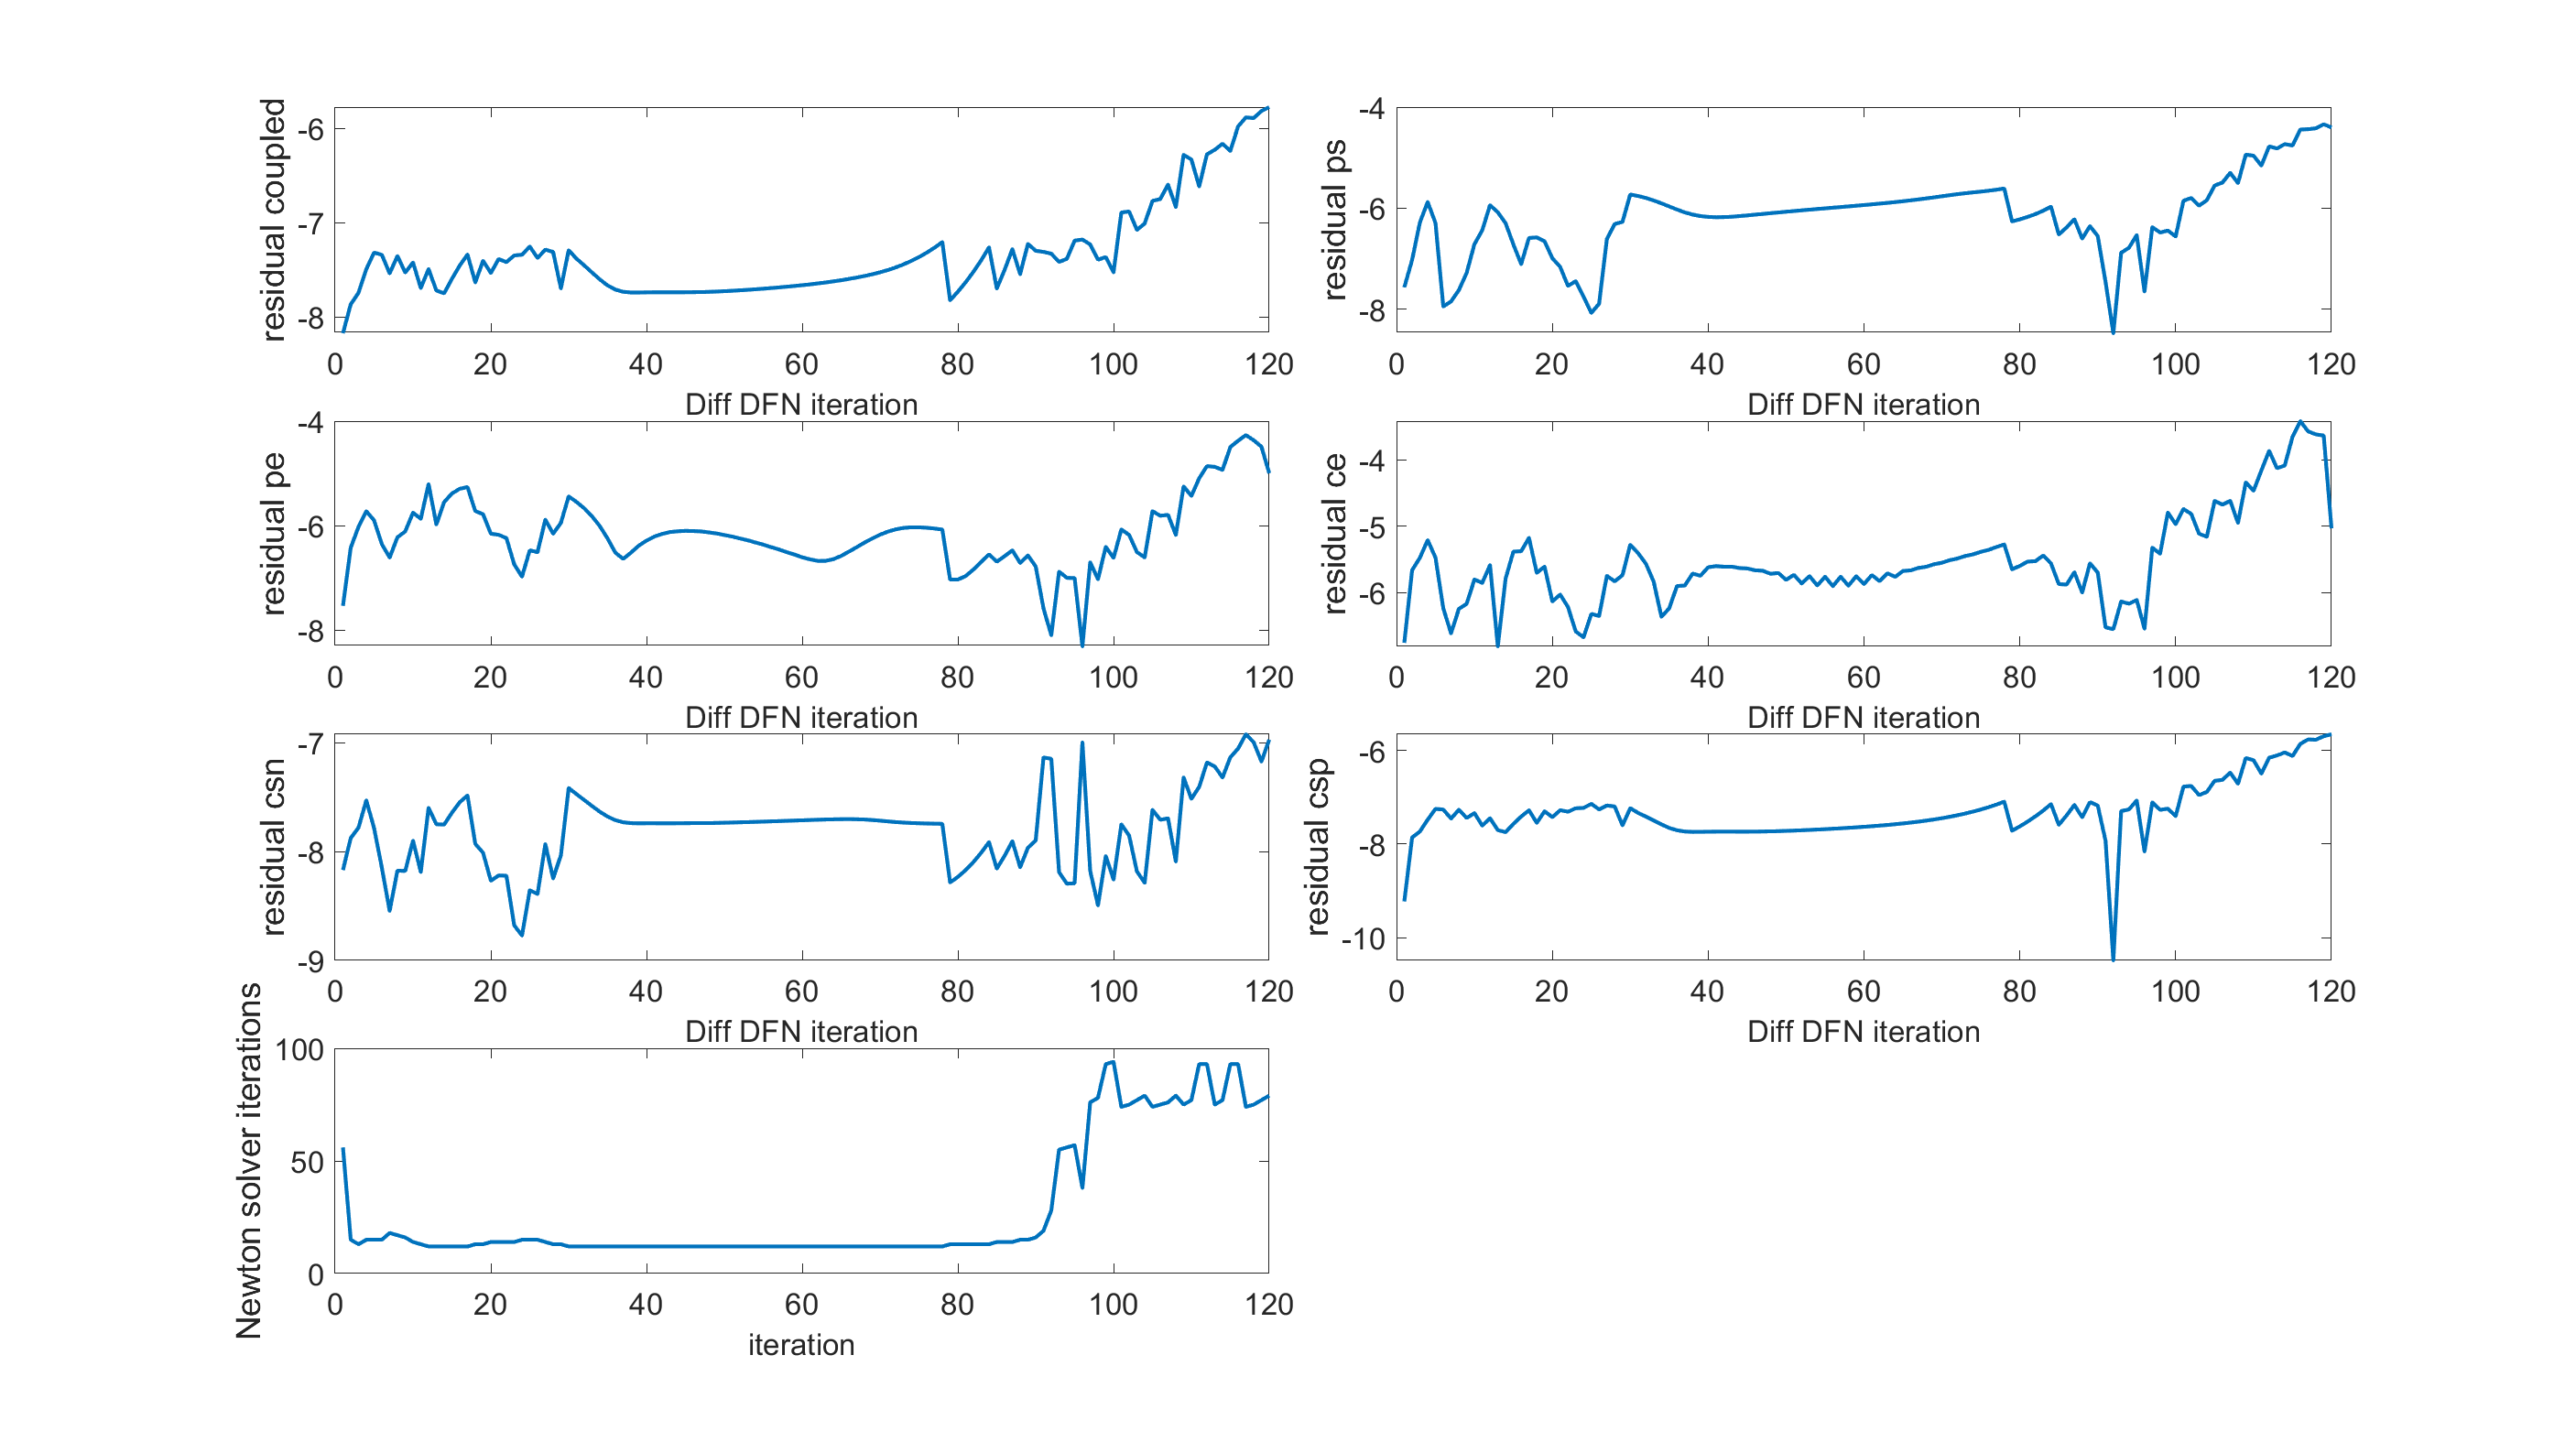 residual coupled
-6
-7
-8
0 20 40 60 80 100 120
Diff DFN iteration
residual ps
-4
-6
-8
0 20 40 60 80 100 120
Diff DFN iteration
residual pe
-4
-6
-8
0 20 40 60 80 100 120
Diff DFN iteration
residual ce
-4
-5
-6
0 20 40 60 80 100 120
Diff DFN iteration
residual csn
-7
-8
-9
0 20 40 60 80 100 120
Diff DFN iteration
residual csp
-6
-8
-10
0 20 40 60 80 100 120
Diff DFN iteration
Newton solver iterations
100
50
0
0 20 40 60 80 100 120
iteration